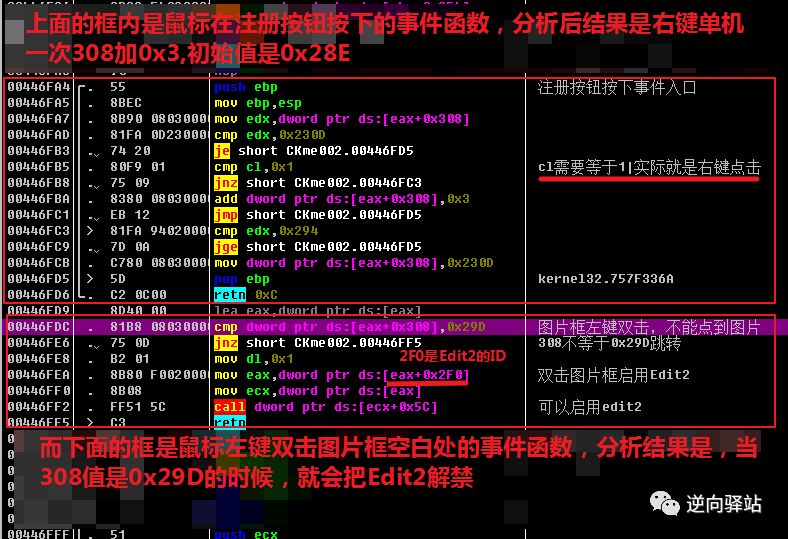 上面的框内是鼠标在注册按钮按下的事件函数，分析后结果是右键单机
一次308加0x3,初始值是0x28E
00446FA4 . 55 push ebp 注册按钮按下事件入口
00446FA5 . 8BEC mov ebp,esp
00446FA7 . 8B90 0803000 mov edx,dword ptr ds:[eax+0x308]
00446FAD . 81FA 0D23000 cmp edx,0x230D
00446FB3 . 74 20 je short CKme002.00446FD5
00446FB5 . 80F9 01 cmp cl,0x1 cl需要等于1|实际就是右键点击
00446FB8 . 75 09 jnz short CKme002.00446FC3
00446FBA . 8380 0803000 add dword ptr ds:[eax+0x308],0x3
00446FC1 . EB 12 jmp short CKme002.00446FD5
00446FC3 > 81FA 9402000 cmp edx,0x294
00446FC9 . 7D 0A jge short CKme002.00446FD5
00446FCB . C780 0803000 mov dword ptr ds:[eax+0x308],0x230D
00446FD5 > 5D pop ebp kernel32.757F336A
00446FD6 . C2 0C00 retn 0xC
00446FD9 8D40 00 lea eax,dword ptr ds:[eax]
00446FDC . 81B8 0803000 cmp dword ptr ds:[eax+0x308],0x29D 图片框左键双击，不能点到图片
00446FE6 . 75 0D jnz short CKme002.00446FF5 308不等于0x29D跳转
00446FE8 . B2 01 mov dl,0x1 2F0是Edit2的ID
00446FEA . 8B80 F002000 mov eax,dword ptr ds:[eax+0x2F0] 双击图片框启用Edit2
00446FF0 . 8B08 mov ecx,dword ptr ds:[eax]
00446FF2 . FF51 5C call dword ptr ds:[ecx+0x5C] 可以启用edit2
00446FF5 > C3 retn
而下面的框是鼠标左键双击图片框空白处的事件函数，分析结果是，当
308值是0x29D的时候，就会把Edit2解禁
逆向驿站
00446FFF . 51 push ecx